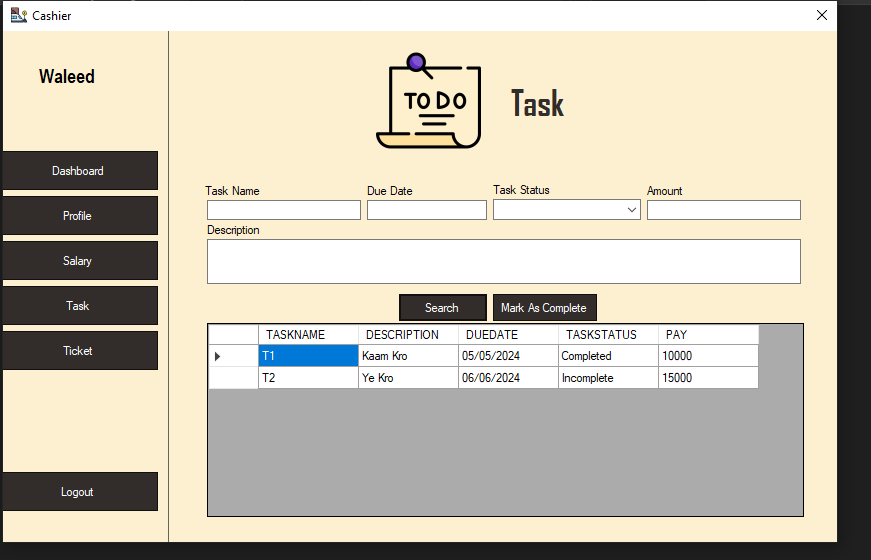 Cashier
Waleed
Dashboard
Profile
Salary
Task
Ticket
Logout
TO DO
Task
Task Name Due Date Task Status Amount
Description
Search Mark As Complete
TASKNAME DESCRIPTION DUEDATE TASKSTATUS PAY
T1 Kaam Kro 05/05/2024 Completed 10000
T2 Ye Kro 06/06/2024 Incomplete 15000